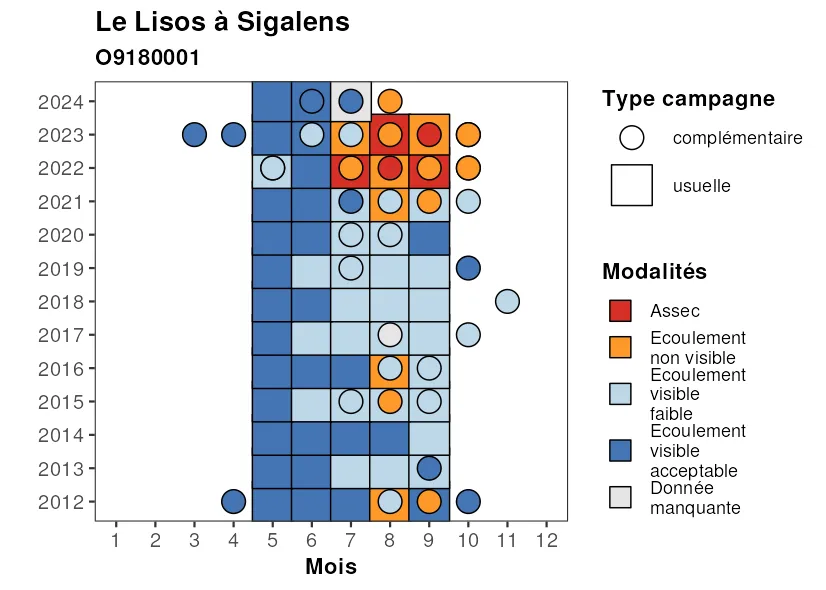 Le Lisos à Sigalens
O9180001
2024
2023
2022
2021
2020
2019
2018
2017
2016
2015
2014
2013
2012
1 2 3 4 5 6 7 8 9 10 11 12
Mois
Type campagne
complémentaire
usuelle
Modalités
Assec
Ecoulement
non visible
Ecoulement
visible
faible
Ecoulement
visible
acceptable
Donnée
manquante